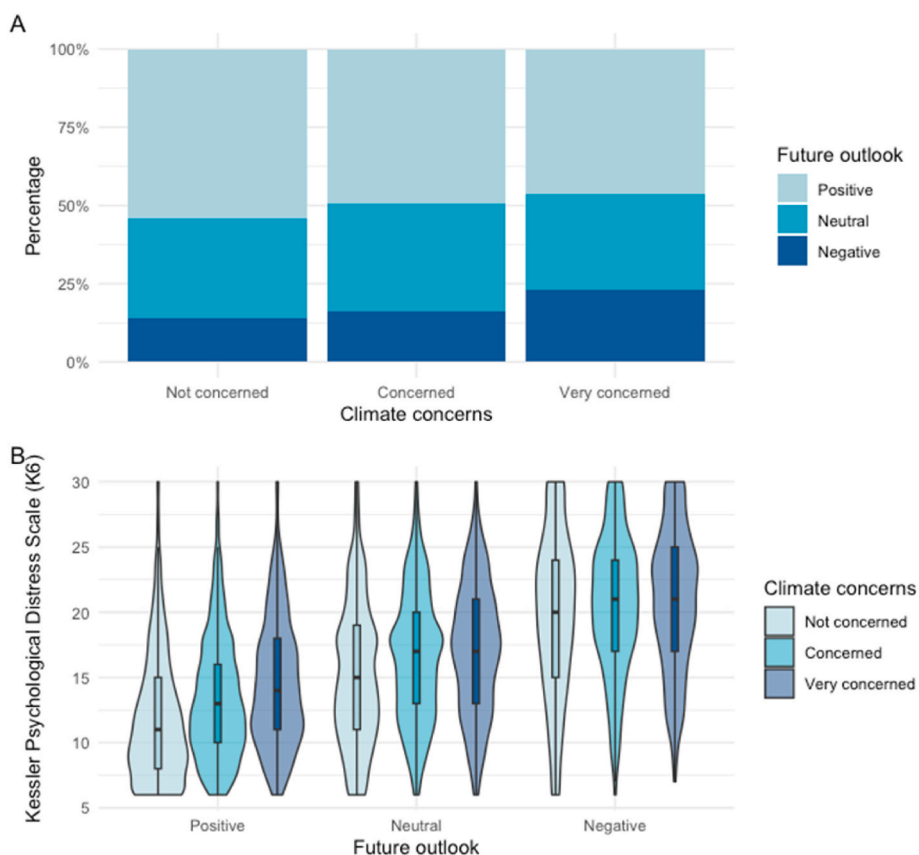 A
100%
75%
50%
25%
0%
Percentage
Not concerned
Concerned
Very concerned
Climate concerns
Future outlook
Positive
Neutral
Negative
B
Kessler Psychological Distress Scale (K6)
30
25
20
15
10
5
Positive
Neutral
Negative
Future outlook
Climate concerns
Not concerned
Concerned
Very concerned